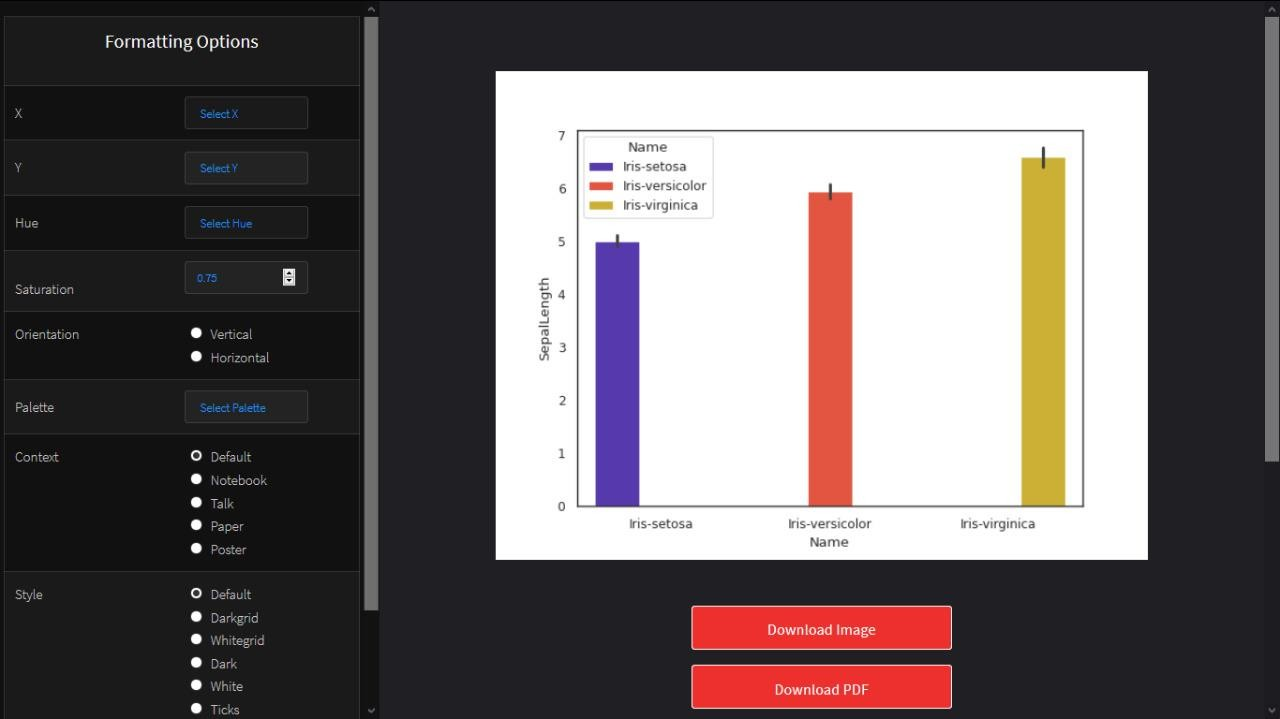 Formatting Options
X
Select X
Y
Select Y
Hue
Select Hue
Saturation
0.75
Orientation
Vertical
Horizontal
Palette
Select Palette
Context
Default
Notebook
Talk
Paper
Poster
Style
Default
Darkgrid
Whitegrid
Dark
White
Ticks
7
6
5
4
3
2
1
0
SepalLength
Name
Iris-setosa
Iris-versicolor
Iris-virginica
Iris-setosa Iris-versicolor Iris-virginica
Name
Download Image
Download PDF